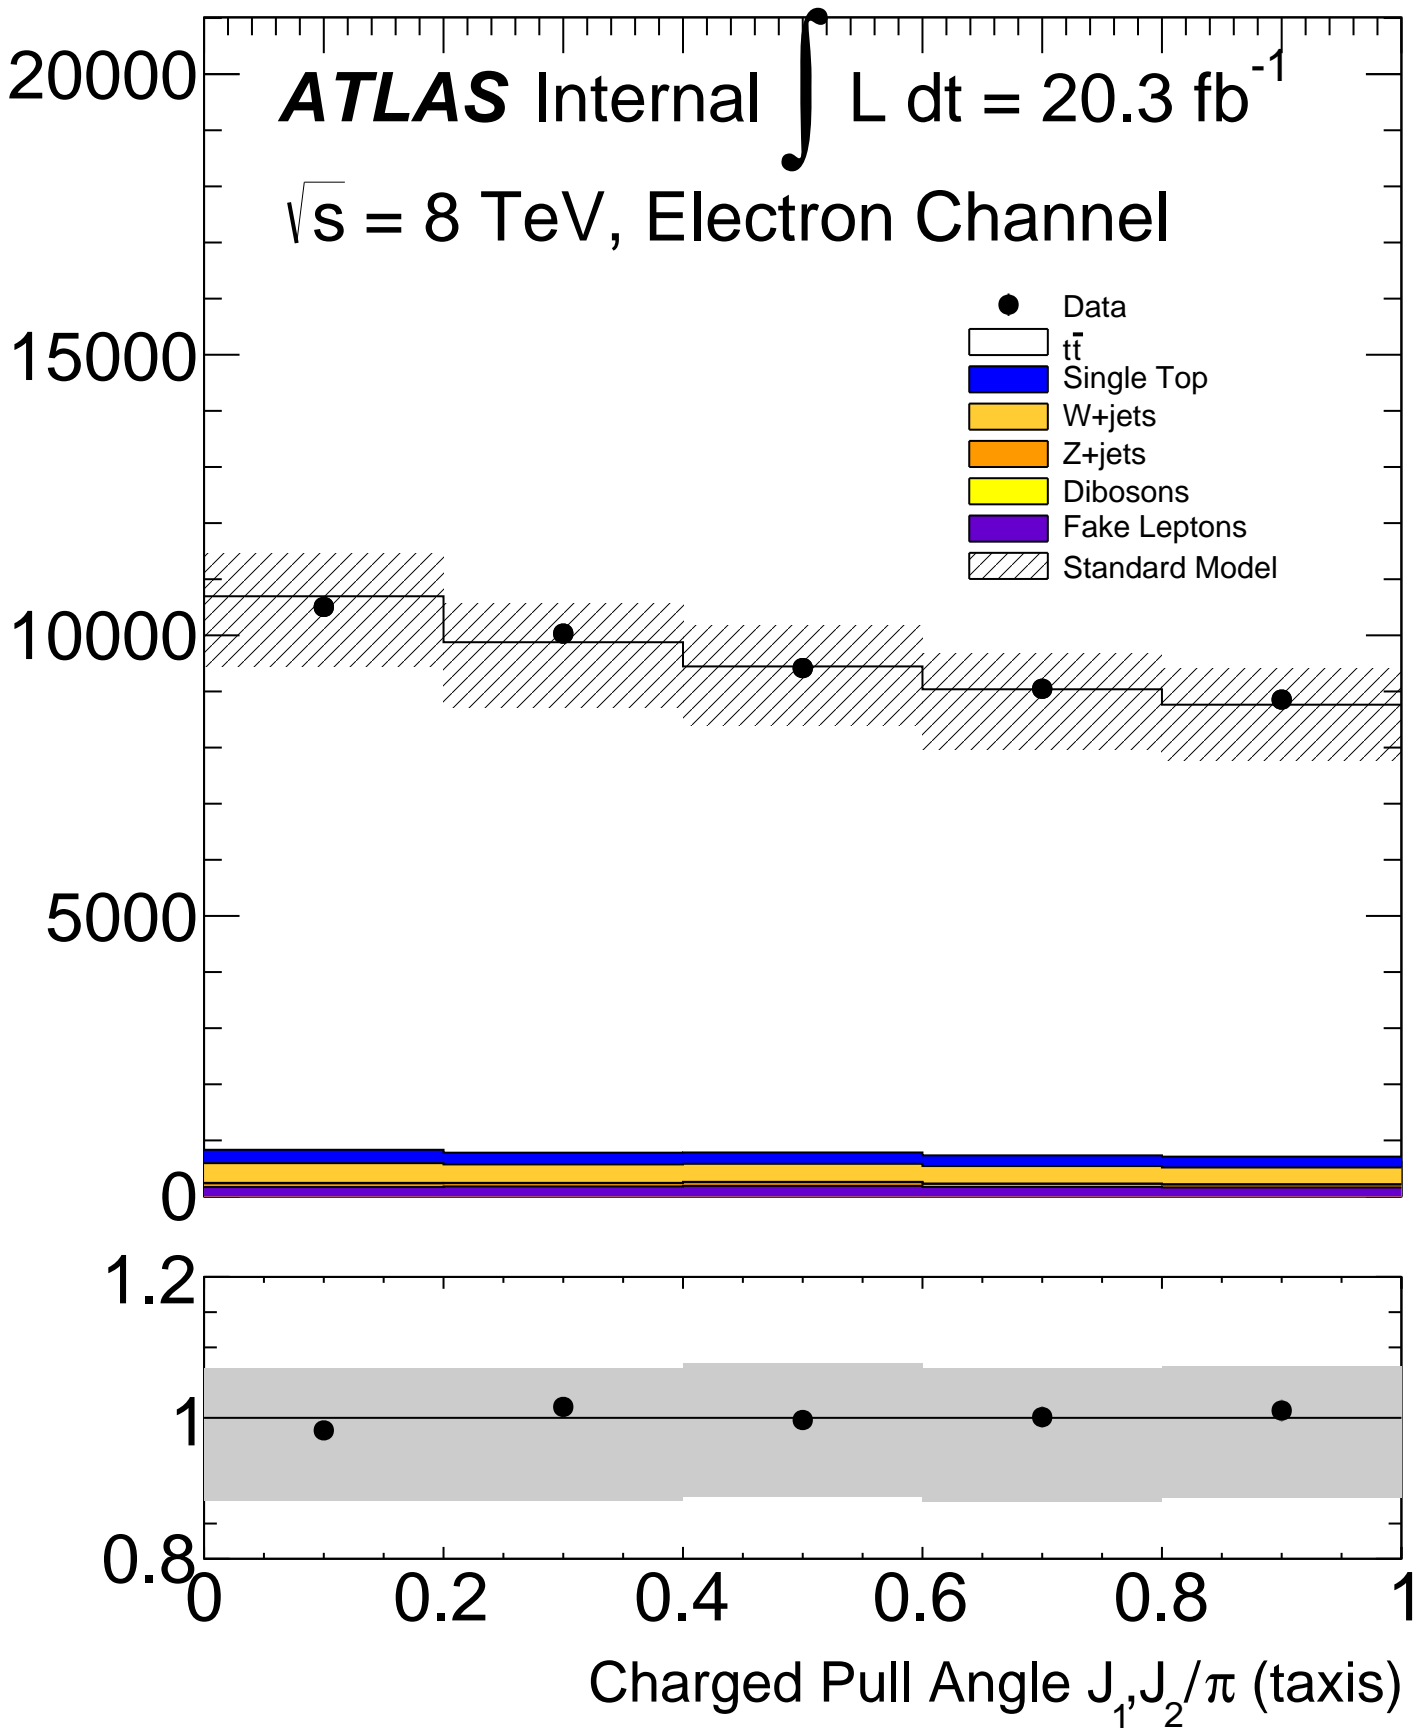 20000
ATLAS Internal ∫ L dt = 20.3 fb⁻¹
√s = 8 TeV, Electron Channel
Data
15000
tt̄
Single Top
W+jets
Z+jets
Dibosons
Fake Leptons
Standard Model
10000
5000
0
1.2
1
0.8
0 0.2 0.4 0.6 0.8 1
Charged Pull Angle J₁,J₂/π (taxis)